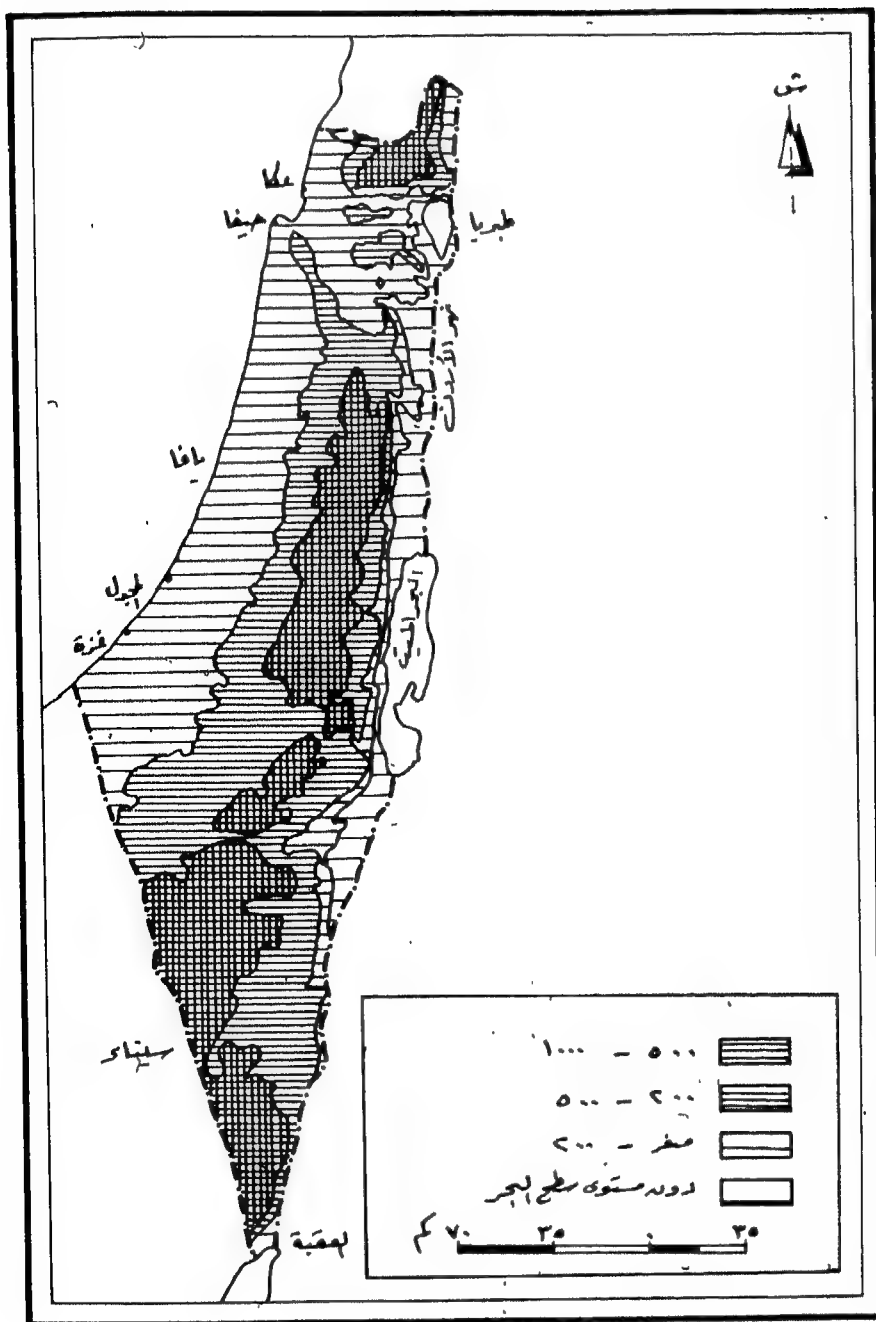 ش
عكا
حيفا
طبريا
نهر الأردن
يافا
المجدل
غزة
البحر الميت
سيناء
العقبة
٥٠٠ – ١٠٠٠
٢٠٠ – ٥٠٠
صفر – ٢٠٠
دون مستوى سطح البحر
كم ٧٠ ٣٥ ٠ ٣٥